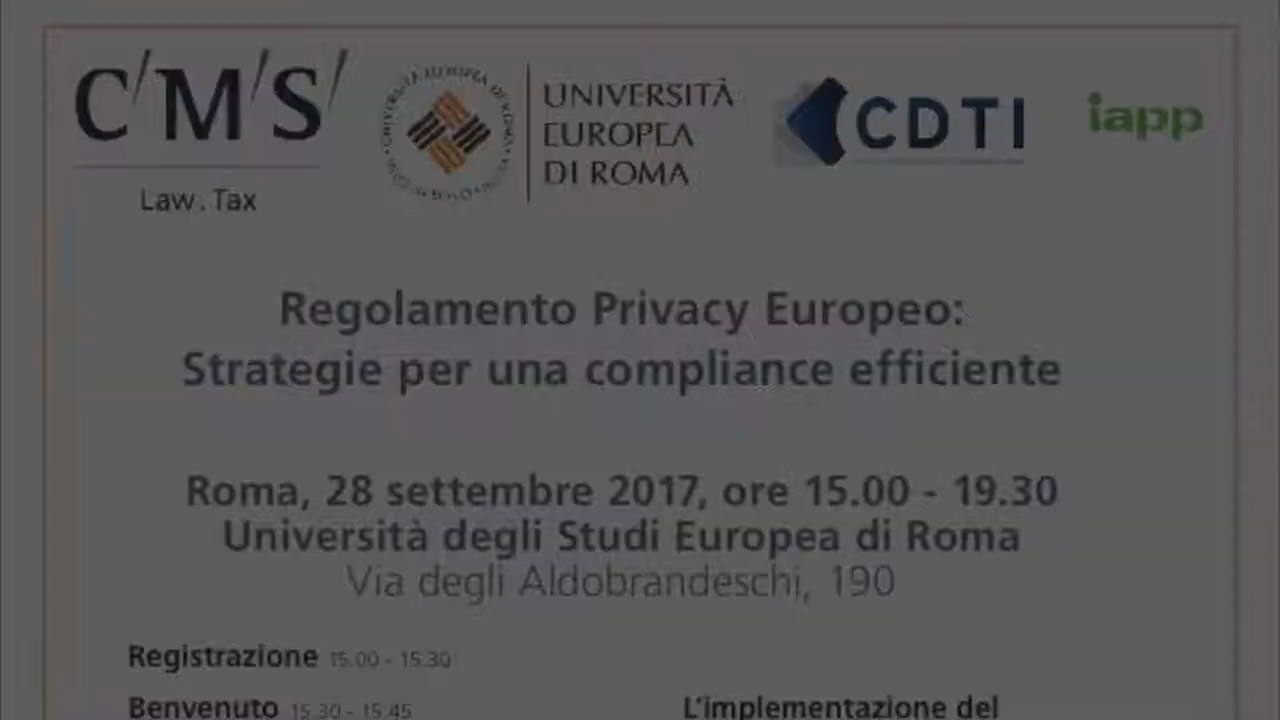 C/M/S/
Law . Tax
UNIVERSITÀ
EUROPEA
DI ROMA
CDTI
iapp
Regolamento Privacy Europeo:
Strategie per una compliance efficiente
Roma, 28 settembre 2017, ore 15.00 - 19.30
Università degli Studi Europea di Roma
Via degli Aldobrandeschi, 190
Registrazione 15.00 - 15.30
Benvenuto 15.30 - 15.45
L'implementazione del